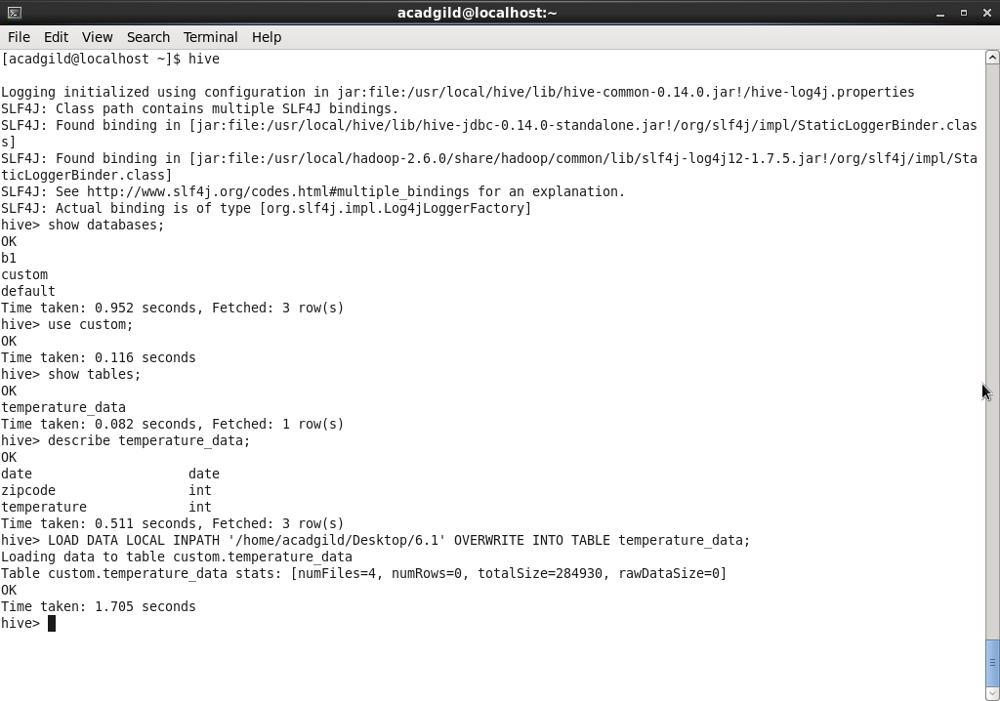 acadgild@localhost:~
File Edit View Search Terminal Help
[acadgild@localhost ~]$ hive
Logging initialized using configuration in jar:file:/usr/local/hive/lib/hive-common-0.14.0.jar!/hive-log4j.properties
SLF4J: Class path contains multiple SLF4J bindings.
SLF4J: Found binding in [jar:file:/usr/local/hive/lib/hive-jdbc-0.14.0-standalone.jar!/org/slf4j/impl/StaticLoggerBinder.clas
s]
SLF4J: Found binding in [jar:file:/usr/local/hadoop-2.6.0/share/hadoop/common/lib/slf4j-log4j12-1.7.5.jar!/org/slf4j/impl/Sta
ticLoggerBinder.class]
SLF4J: See http://www.slf4j.org/codes.html#multiple_bindings for an explanation.
SLF4J: Actual binding is of type [org.slf4j.impl.Log4jLoggerFactory]
hive> show databases;
OK
b1
custom
default
Time taken: 0.952 seconds, Fetched: 3 row(s)
hive> use custom;
OK
Time taken: 0.116 seconds
hive> show tables;
OK
temperature_data
Time taken: 0.082 seconds, Fetched: 1 row(s)
hive> describe temperature_data;
OK
date                    date
zipcode                 int
temperature             int
Time taken: 0.511 seconds, Fetched: 3 row(s)
hive> LOAD DATA LOCAL INPATH '/home/acadgild/Desktop/6.1' OVERWRITE INTO TABLE temperature_data;
Loading data to table custom.temperature_data
Table custom.temperature_data stats: [numFiles=4, numRows=0, totalSize=284930, rawDataSize=0]
OK
Time taken: 1.705 seconds
hive>